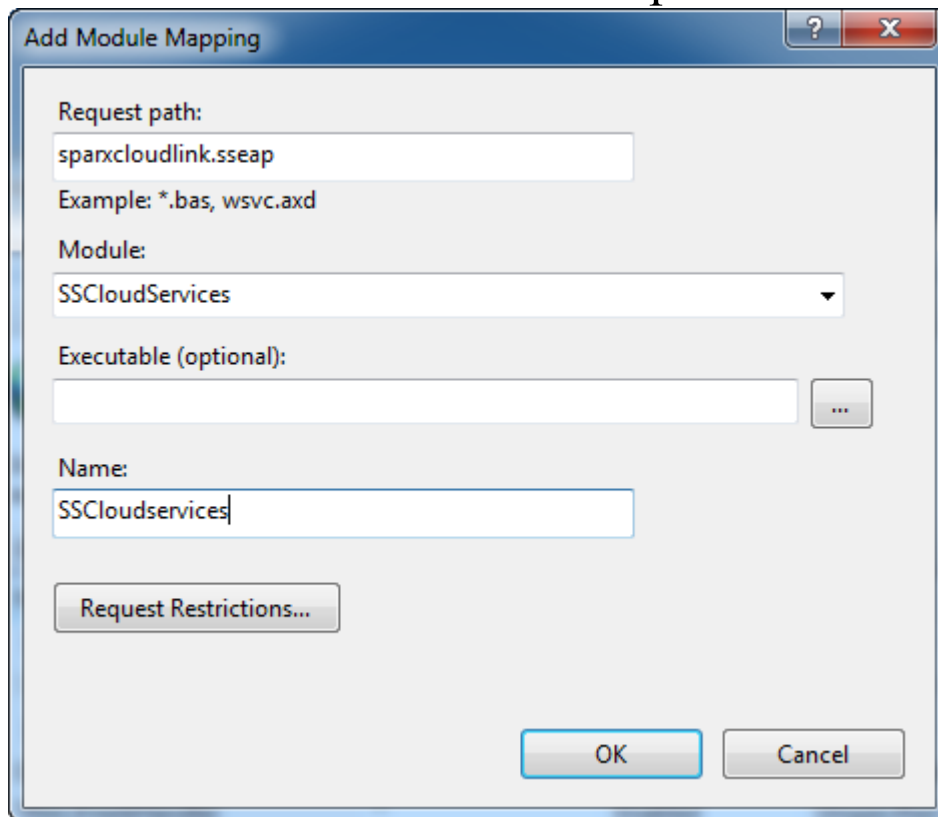 Add Module Mapping
Request path:
sparxcloudlink.sseap
Example: *.bas, wsvc.axd
Module:
SSCloudServices
Executable (optional):
...
Name:
SSCloudservices
Request Restrictions...
OK Cancel